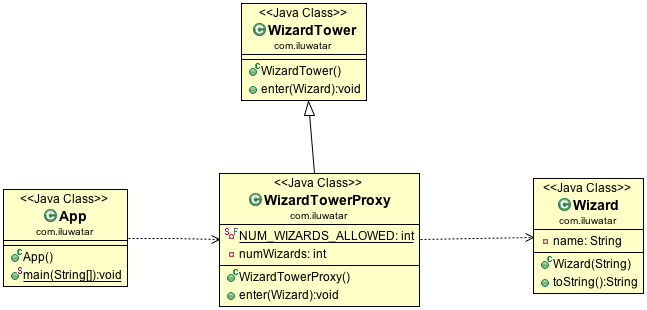 <<Java Class>>
WizardTower
com.iluwatar
WizardTower()
enter(Wizard):void
<<Java Class>>
App
com.iluwatar
App()
main(String[]):void
<<Java Class>>
WizardTowerProxy
com.iluwatar
NUM_WIZARDS_ALLOWED: int
numWizards: int
WizardTowerProxy()
enter(Wizard):void
<<Java Class>>
Wizard
com.iluwatar
name: String
Wizard(String)
toString():String